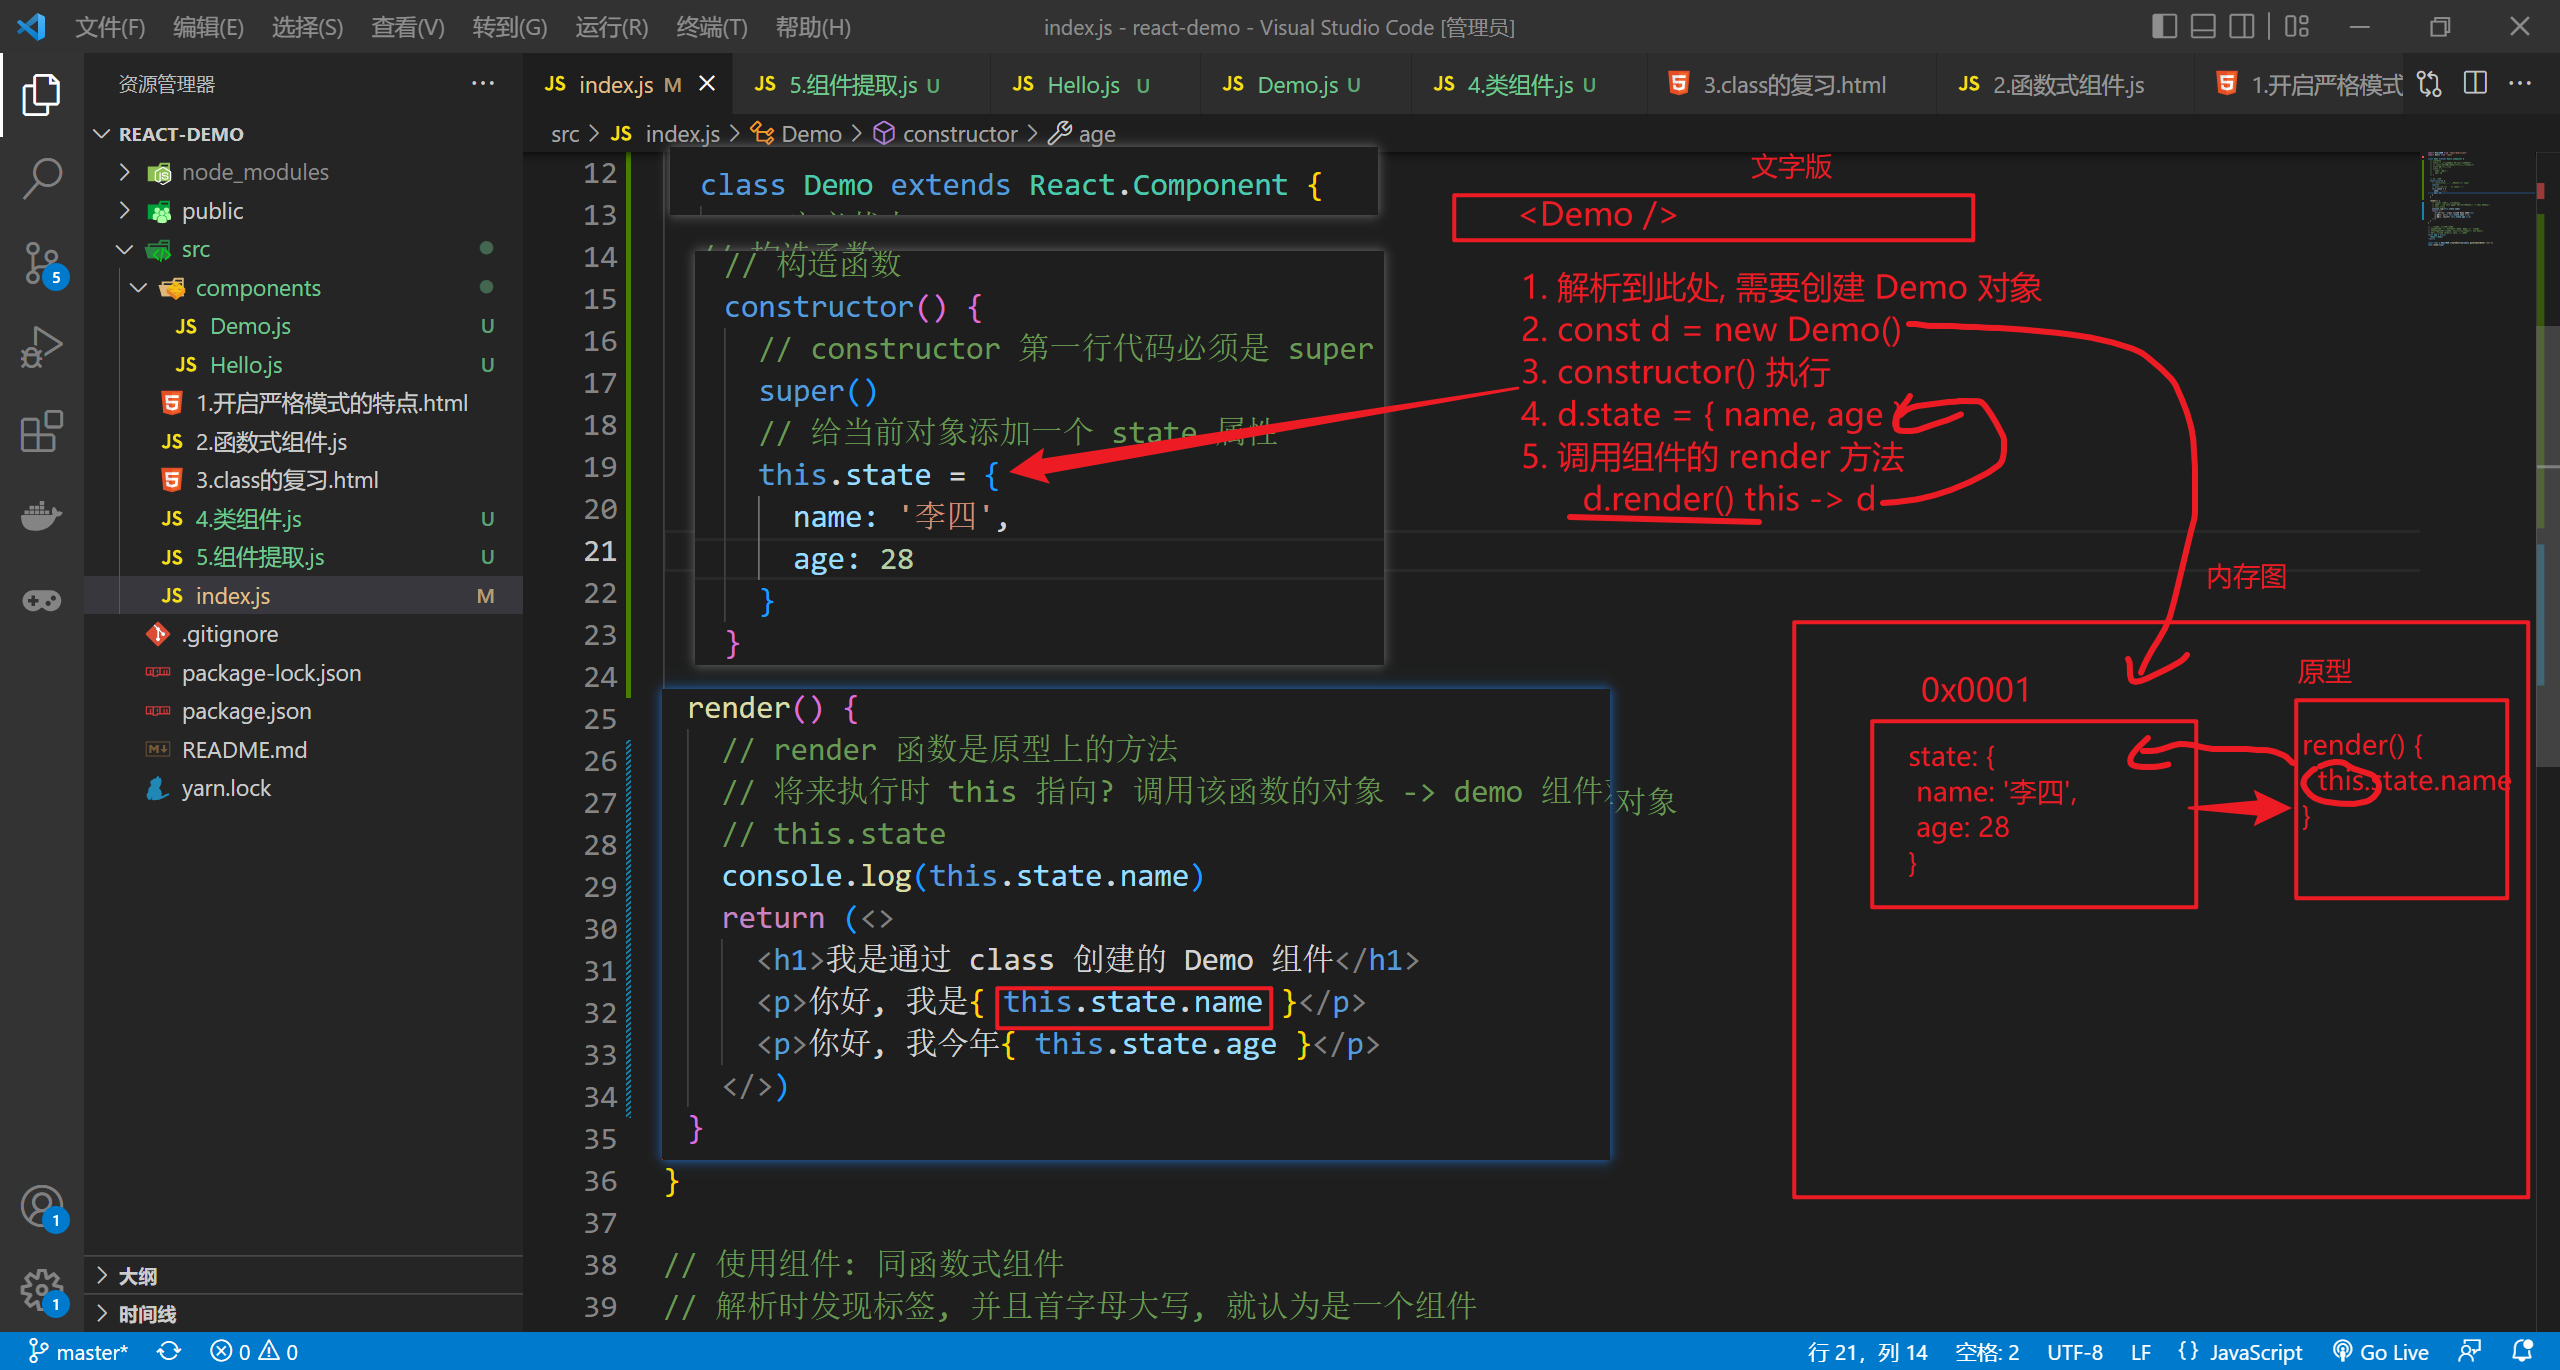 文件(F) 编辑(E) 选择(S) 查看(V) 转到(G) 运行(R) 终端(T) 帮助(H)
index.js - react-demo - Visual Studio Code [管理员]
资源管理器
REACT-DEMO
node_modules
public
src
components
JS Demo.js U
JS Hello.js U
1.开启严格模式的特点.html
JS 2.函数式组件.js
3.class的复习.html
JS 4.类组件.js U
JS 5.组件提取.js U
JS index.js M
.gitignore
package-lock.json
package.json
README.md
yarn.lock
大纲
时间线
5
1
1
JS index.js M
JS 5.组件提取.js U
JS Hello.js U
JS Demo.js U
JS 4.类组件.js U
3.class的复习.html
JS 2.函数式组件.js
1.开启严格模式
src > JS index.js > Demo > constructor > age
12 class Demo extends React.Component {
13
14
// 构造函数
15 constructor() {
16 // constructor 第一行代码必须是 super
17 super()
18 // 给当前对象添加一个 state 属性
19 this.state = {
20 name: '李四',
21 age: 28
22 }
23 }
24
25 render() {
26 // render 函数是原型上的方法
27 // 将来执行时 this 指向? 调用该函数的对象 -> demo 组件对象
28 // this.state
29 console.log(this.state.name)
30 return (<>
31 <h1>我是通过 class 创建的 Demo 组件</h1>
32 <p>你好, 我是{ this.state.name }</p>
33 <p>你好, 我今年{ this.state.age }</p>
34 </>)
35 }
36 }
37
38 // 使用组件: 同函数式组件
39 // 解析时发现标签, 并且首字母大写, 就认为是一个组件
文字版
<Demo />
1. 解析到此处, 需要创建 Demo 对象
2. const d = new Demo()
3. constructor() 执行
4. d.state = { name, age }
5. 调用组件的 render 方法
d.render() this -> d
内存图
0x0001
state: {
name: '李四',
age: 28
}
原型
render() {
this.state.name
}
master* 0 0
行 21, 列 14 空格: 2 UTF-8 LF {} JavaScript Go Live